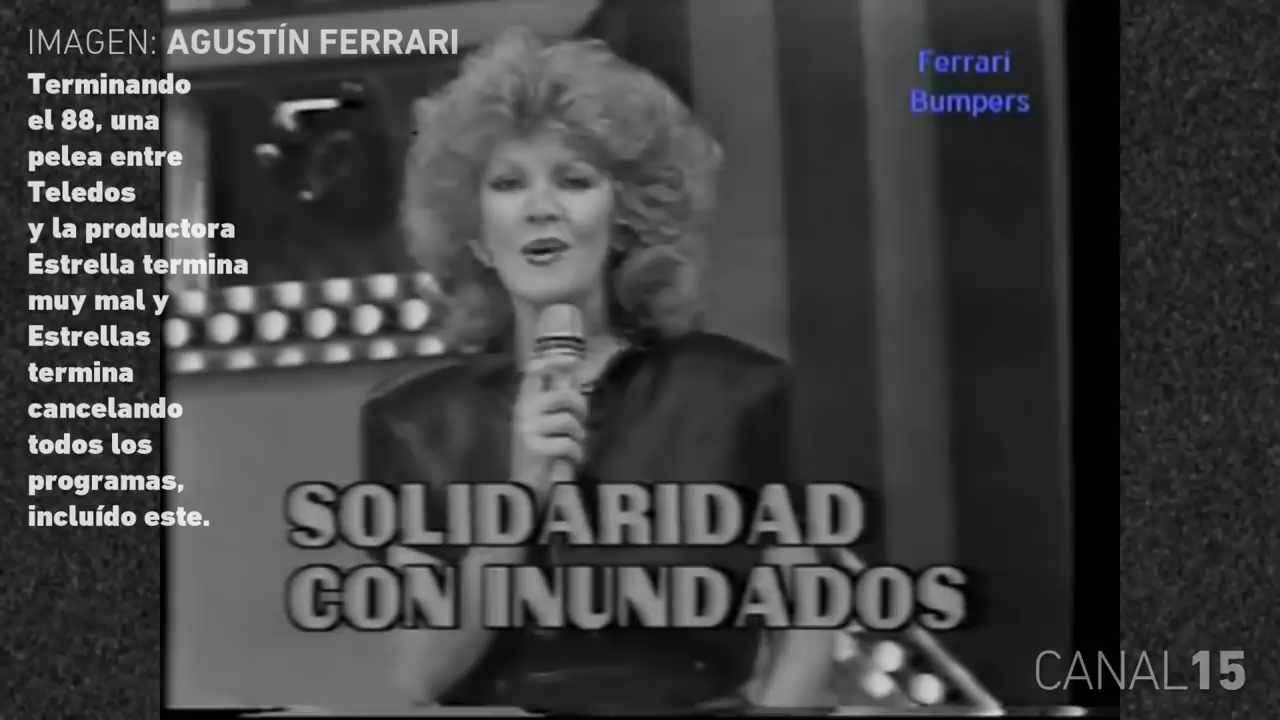 IMAGEN: AGUSTÍN FERRARI
Terminando
el 88, una
pelea entre
Teledos
y la productora
Estrella termina
muy mal y
Estrellas
termina
cancelando
todos los
programas,
incluído este.
Ferrari
Bumpers
SOLIDARIDAD
CON INUNDADOS
CANAL15